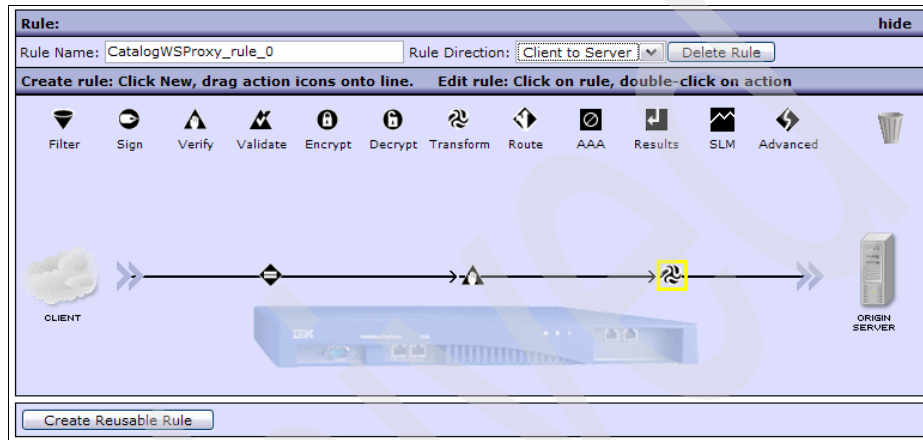 Rule: hide
Rule Name: CatalogWSProxy_rule_0 Rule Direction: Client to Server Delete Rule
Create rule: Click New, drag action icons onto line. Edit rule: Click on rule, double-click on action
Filter Sign Verify Validate Encrypt Decrypt Transform Route AAA Results SLM Advanced
CLIENT
IBM
ORIGIN
SERVER
Create Reusable Rule